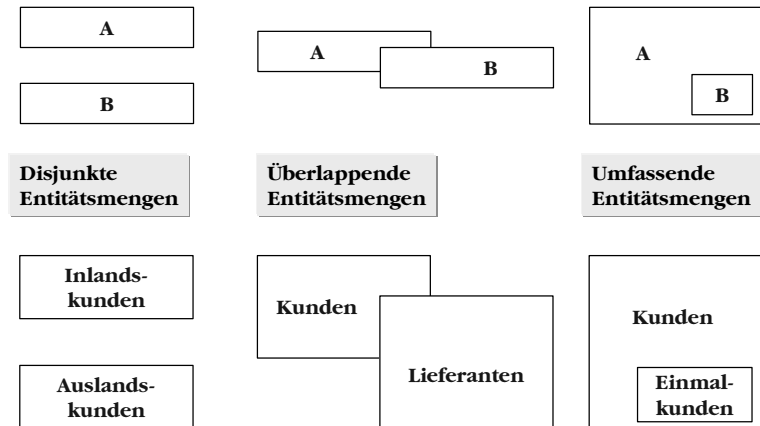 A
B
A
B
A
B
Disjunkte
Entitätsmengen
Überlappende
Entitätsmengen
Umfassende
Entitätsmengen
Inlands-
kunden
Auslands-
kunden
Kunden
Lieferanten
Kunden
Einmal-
kunden